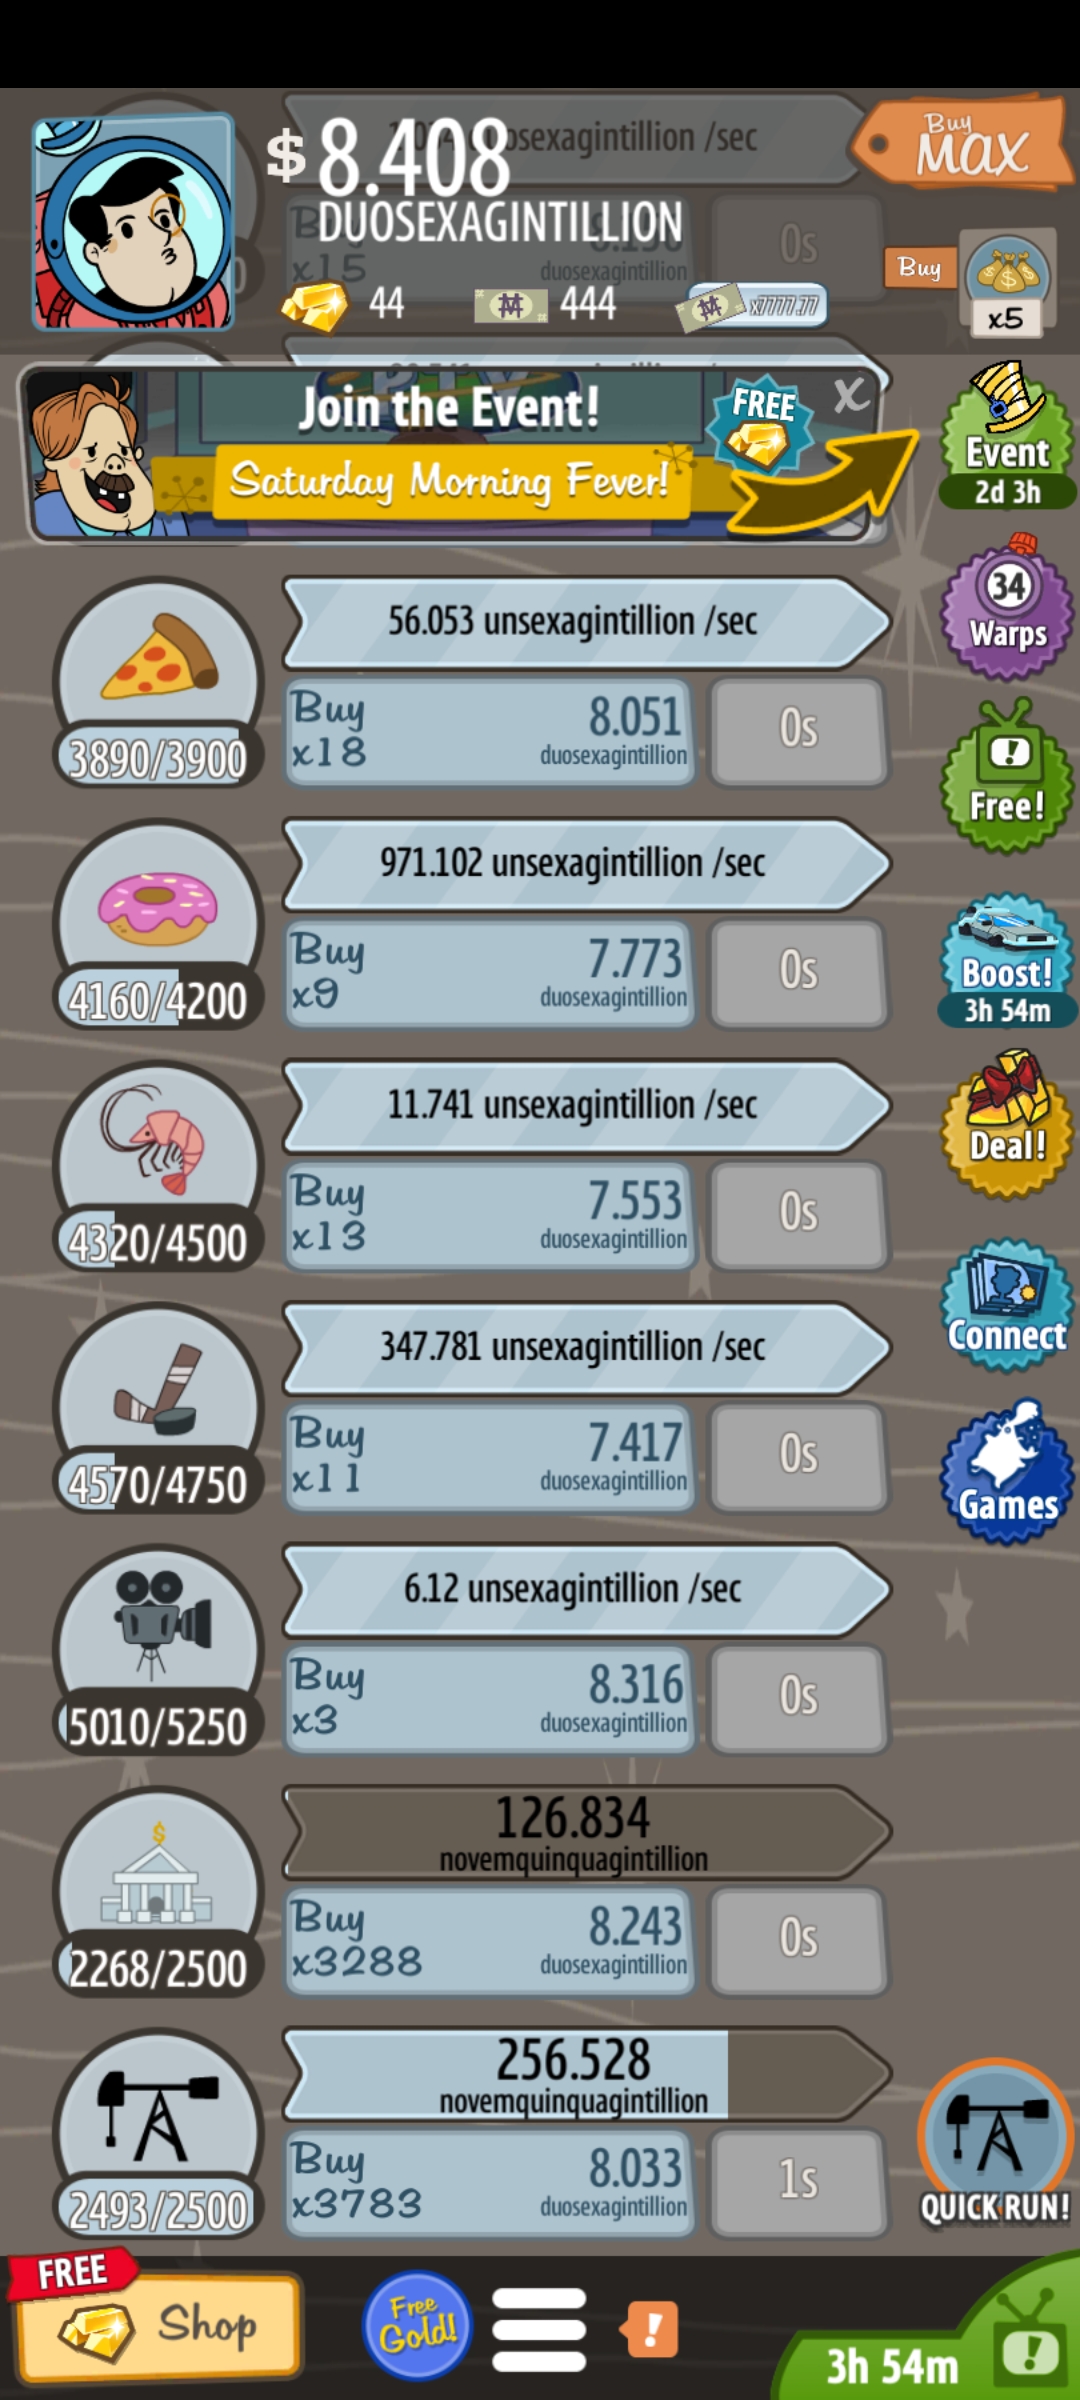 $ 8.408
DUOSEXAGINTILLION
44
444
x7777.77
duosexagintillion /sec
Buy
x15
duosexagintillion
0s
Buy
MAX
Buy
x5
Join the Event!
Saturday Morning Fever!
FREE
X
Event
2d 3h
34
Warps
Free!
Boost!
3h 54m
Deal!
Connect
Games
56.053 unsexagintillion /sec
3890/3900
Buy
x18
8.051
duosexagintillion
0s
971.102 unsexagintillion /sec
4160/4200
Buy
x9
7.773
duosexagintillion
0s
11.741 unsexagintillion /sec
4320/4500
Buy
x13
7.553
duosexagintillion
0s
347.781 unsexagintillion /sec
4570/4750
Buy
x11
7.417
duosexagintillion
0s
6.12 unsexagintillion /sec
5010/5250
Buy
x3
8.316
duosexagintillion
0s
126.834
novemquinquagintillion
2268/2500
Buy
x3288
8.243
duosexagintillion
0s
256.528
novemquinquagintillion
2493/2500
Buy
x3783
8.033
duosexagintillion
1s
QUICK RUN!
FREE
Shop
Free
Gold!
!
3h 54m
!